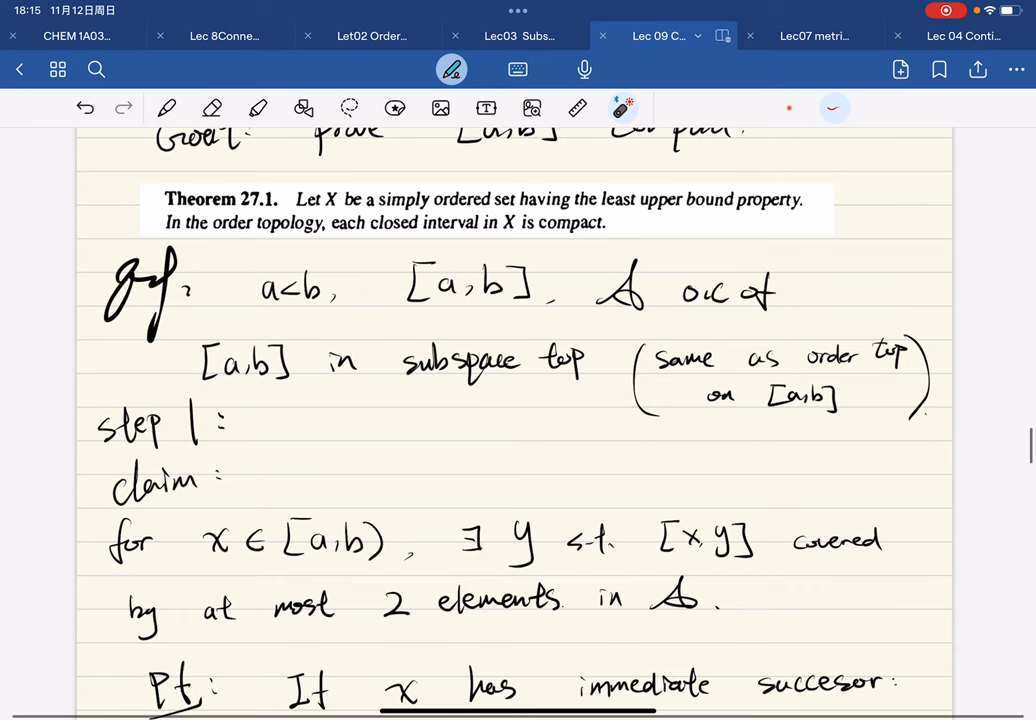 18:15 11月12日周日
CHEM 1A03... Lec 8Conne... Let02 Order... Lec03 Subs... Lec 09 C... Lec07 metri... Lec 04 Conti...
Goal: prove [a,b] compact.
Theorem 27.1. Let X be a simply ordered set having the least upper bound property.
In the order topology, each closed interval in X is compact.
a<b, [a,b]. A o.c of
[a,b] in subspace top (same as order top
on [a,b])
step 1:
claim:
for x ∈ [a,b), ∃ y s.t. [x,y] covered
by at most 2 elements in A.
Pf: If x has immediate succesor: